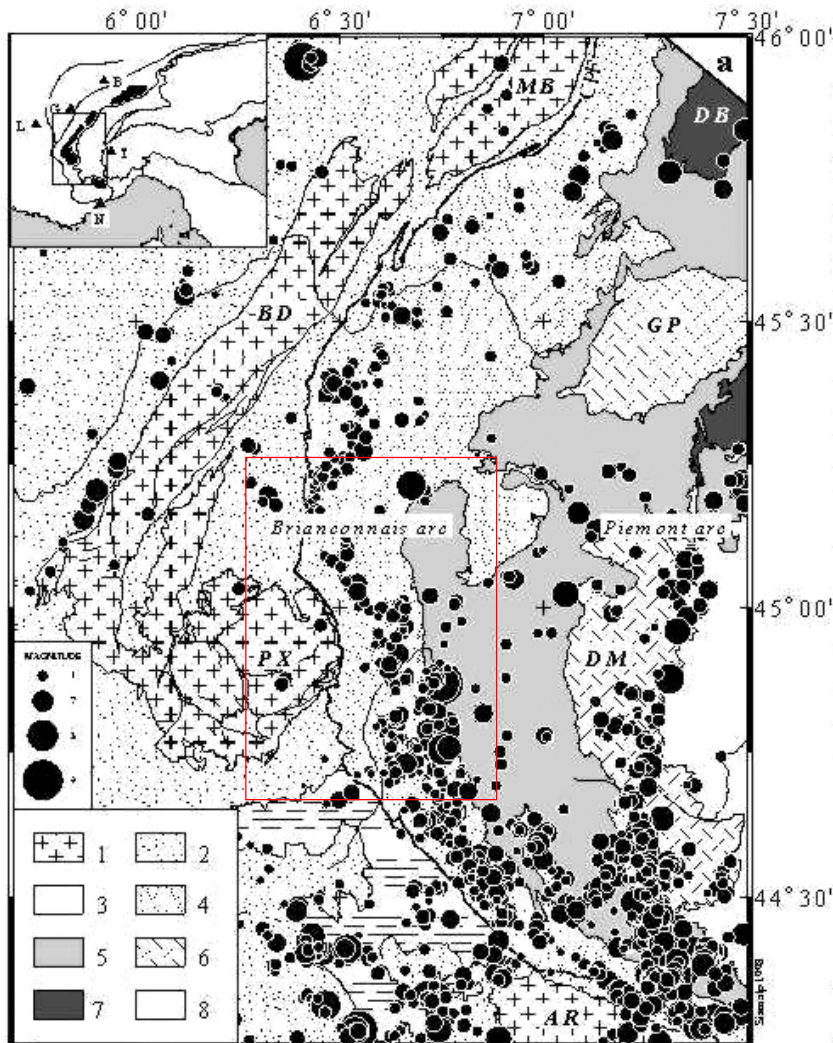 6° 00' 6° 30' 7° 00' 7° 30'
46° 00'
a
MB
DB
B
G
L
T
N
BD
45° 30'
GP
Brianconnais arc
Piemont arc
45° 00'
PX
DM
MAGNITUDE
1
2
3
4
1 2
3 4
5 6
7 8
44° 30'
AR